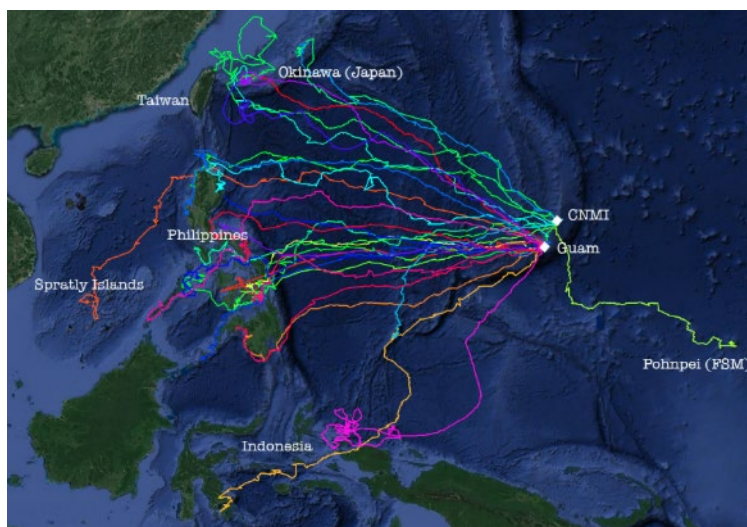 Okinawa (Japan)
Taiwan
CNMI
Philippines
Guam
Spratly Islands
Pohnpei (FSM)
Indonesia